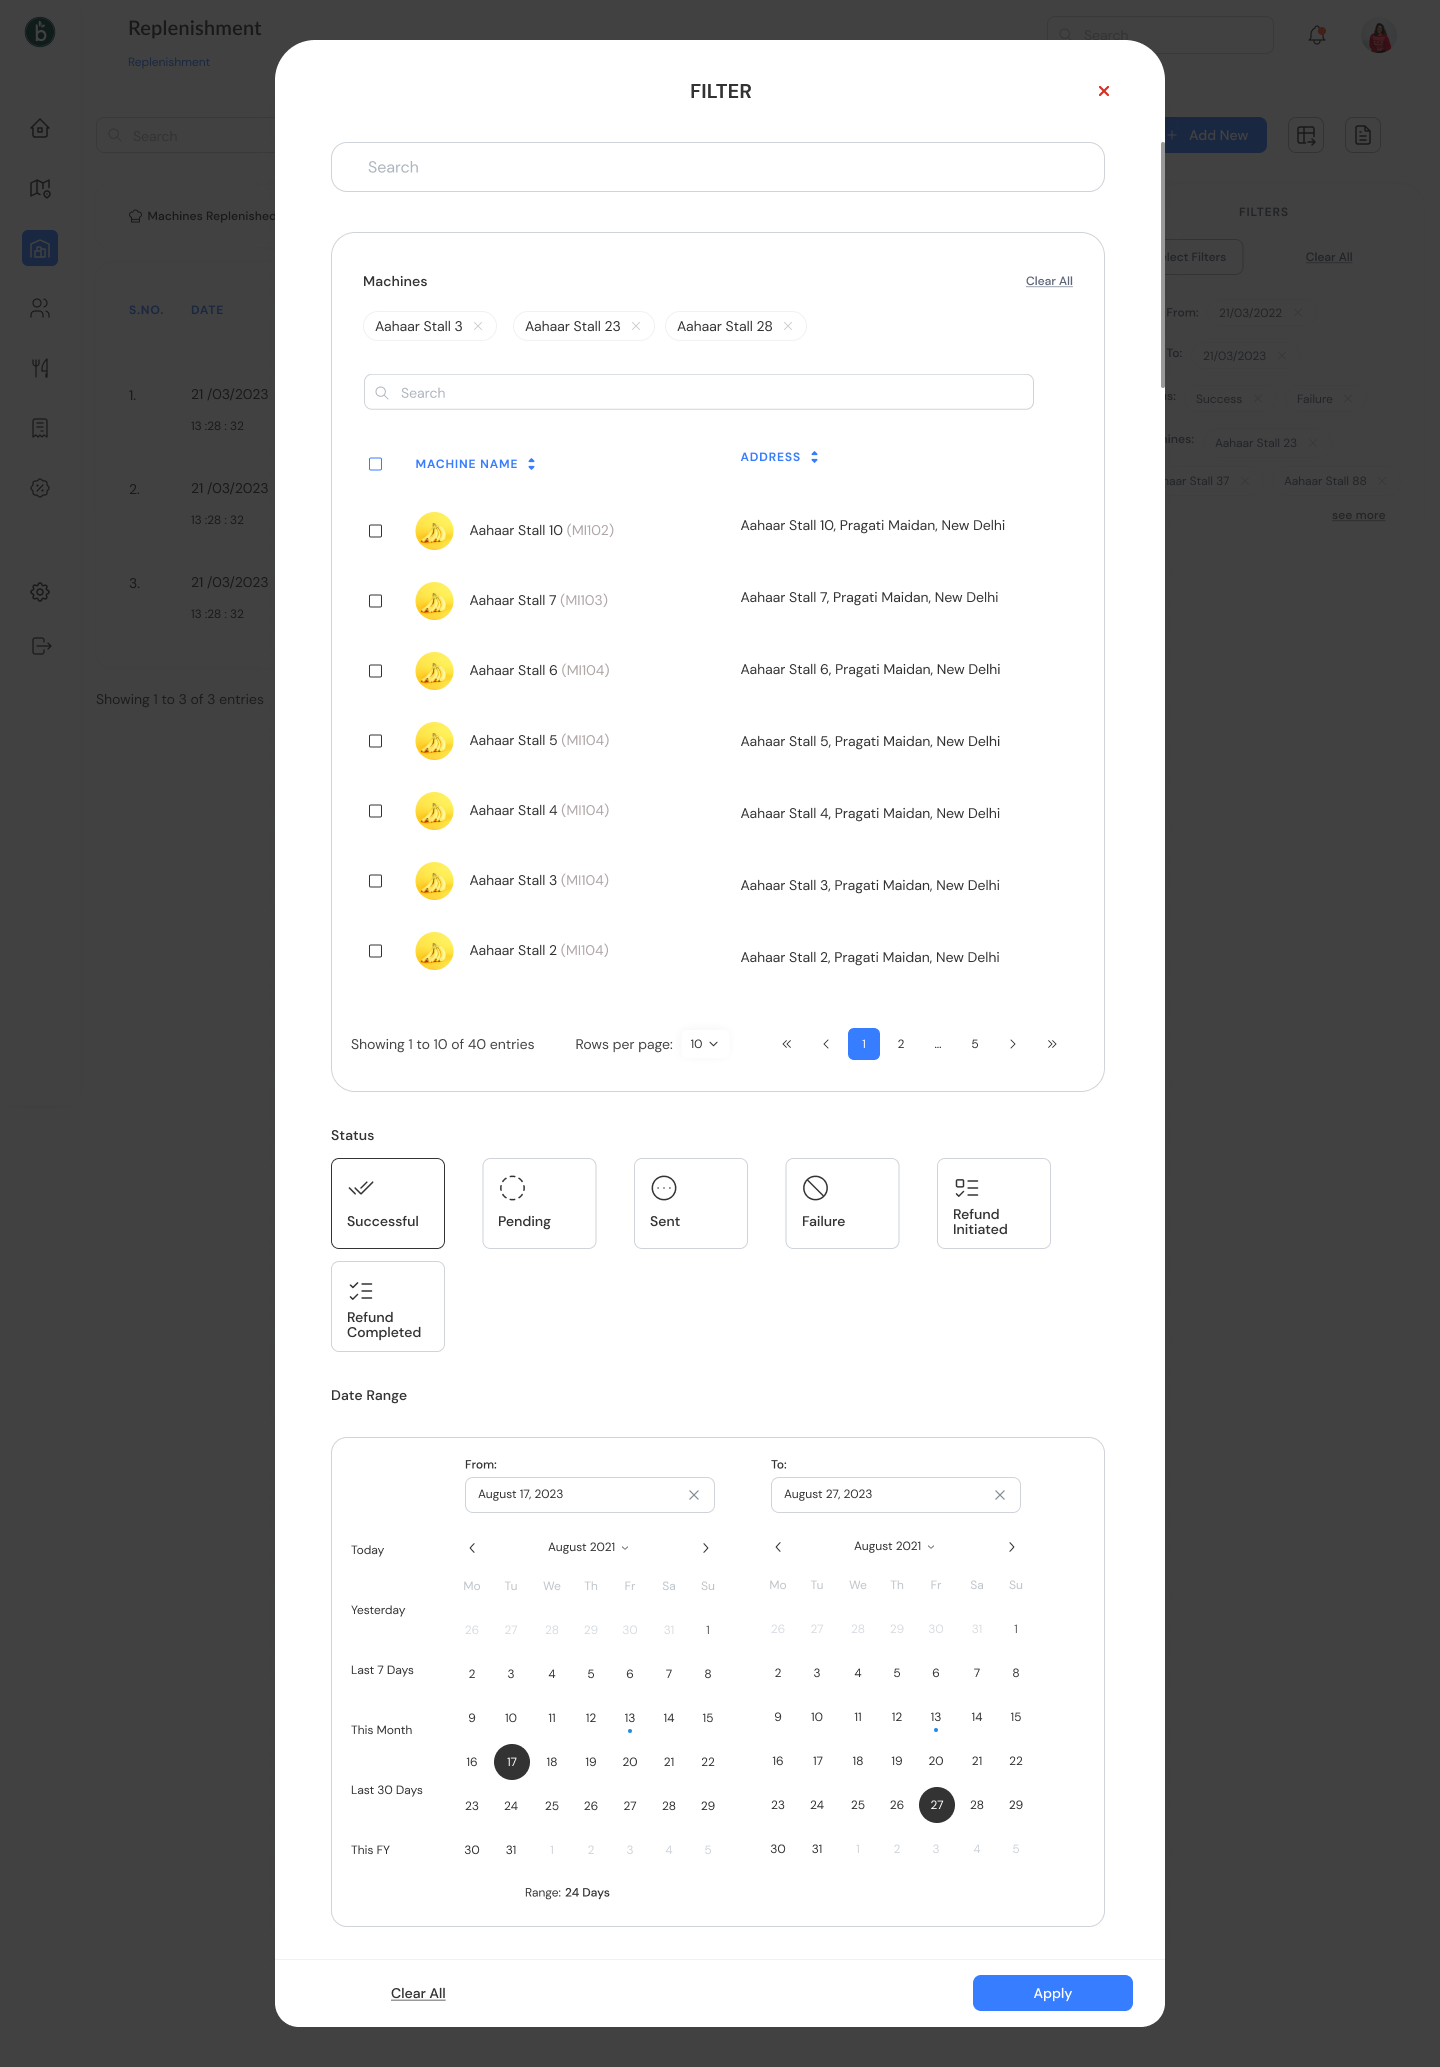 Replenishment
Replenishment
Search
Search
Add New
Machines Replenished
FILTERS
lect Filters
Clear All
S.NO. DATE
From: 21/03/2022
To: 21/03/2023
s: Success Failure
1. 21 /03/2023
13 :28 : 32
ines: Aahaar Stall 23
haar Stall 37 Aahaar Stall 88
see more
2. 21 /03/2023
13 :28 : 32
3. 21 /03/2023
13 :28 : 32
Showing 1 to 3 of 3 entries
FILTER
Search
Machines Clear All
Aahaar Stall 3 Aahaar Stall 23 Aahaar Stall 28
Search
MACHINE NAME ADDRESS
Aahaar Stall 10 (MI102) Aahaar Stall 10, Pragati Maidan, New Delhi
Aahaar Stall 7 (MI103) Aahaar Stall 7, Pragati Maidan, New Delhi
Aahaar Stall 6 (MI104) Aahaar Stall 6, Pragati Maidan, New Delhi
Aahaar Stall 5 (MI104) Aahaar Stall 5, Pragati Maidan, New Delhi
Aahaar Stall 4 (MI104) Aahaar Stall 4, Pragati Maidan, New Delhi
Aahaar Stall 3 (MI104) Aahaar Stall 3, Pragati Maidan, New Delhi
Aahaar Stall 2 (MI104) Aahaar Stall 2, Pragati Maidan, New Delhi
Showing 1 to 10 of 40 entries Rows per page: 10 « < 1 2 ... 5 > »
Status
Successful Pending Sent Failure Refund
Initiated
Refund
Completed
Date Range
From: To:
August 17, 2023 August 27, 2023
Today
Yesterday
Last 7 Days
This Month
Last 30 Days
This FY
August 2021
Mo Tu We Th Fr Sa Su
26 27 28 29 30 31 1
2 3 4 5 6 7 8
9 10 11 12 13 14 15
16 17 18 19 20 21 22
23 24 25 26 27 28 29
30 31 1 2 3 4 5
August 2021
Mo Tu We Th Fr Sa Su
26 27 28 29 30 31 1
2 3 4 5 6 7 8
9 10 11 12 13 14 15
16 17 18 19 20 21 22
23 24 25 26 27 28 29
30 31 1 2 3 4 5
Range: 24 Days
Clear All Apply